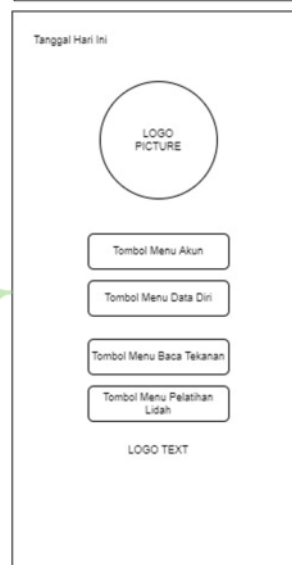 Tanggal Hari Ini
LOGO
PICTURE
Tombol Menu Akun
Tombol Menu Data Diri
Tombol Menu Baca Tekanan
Tombol Menu Pelatihan
Lidah
LOGO TEXT